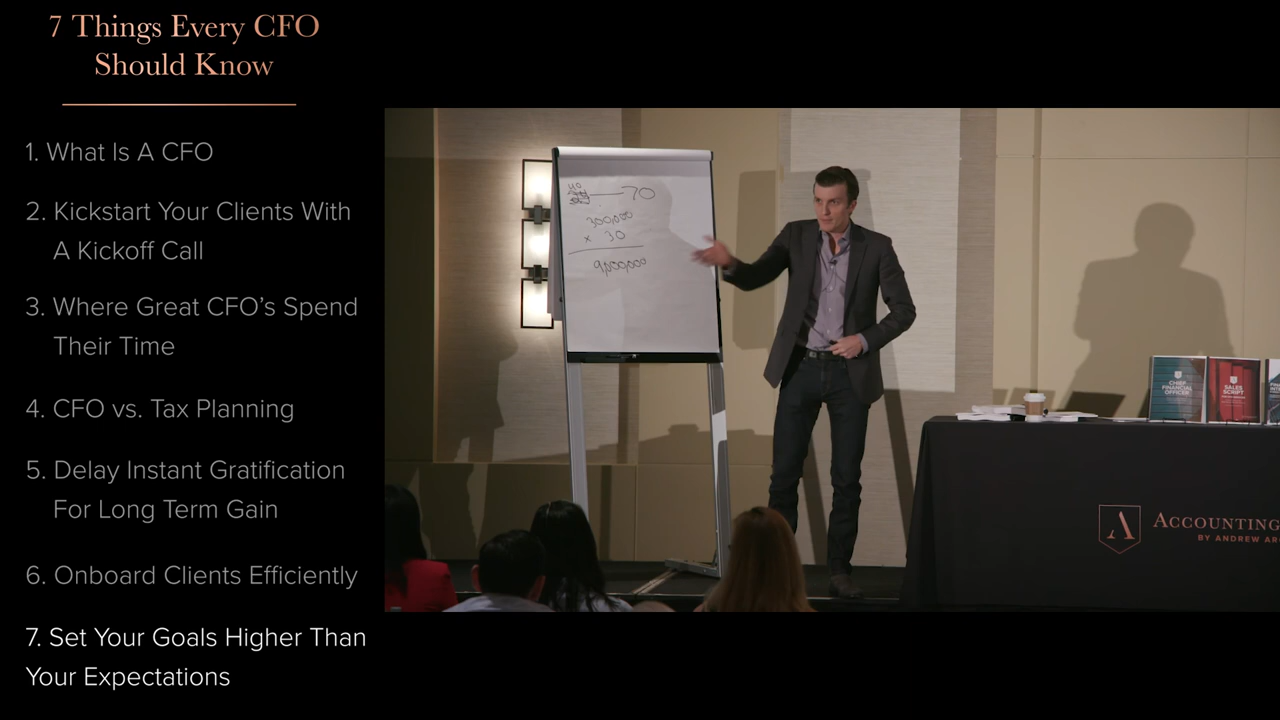 7 Things Every CFO
Should Know
1. What Is A CFO
2. Kickstart Your Clients With
A Kickoff Call
3. Where Great CFO’s Spend
Their Time
4. CFO vs. Tax Planning
5. Delay Instant Gratification
For Long Term Gain
6. Onboard Clients Efficiently
7. Set Your Goals Higher Than
Your Expectations
40 — 70
300,000
x 30
9,000,000
CHIEF
FINANCIAL
OFFICER
SALES
SCRIPT
ACCOUNTING
BY ANDREW AR